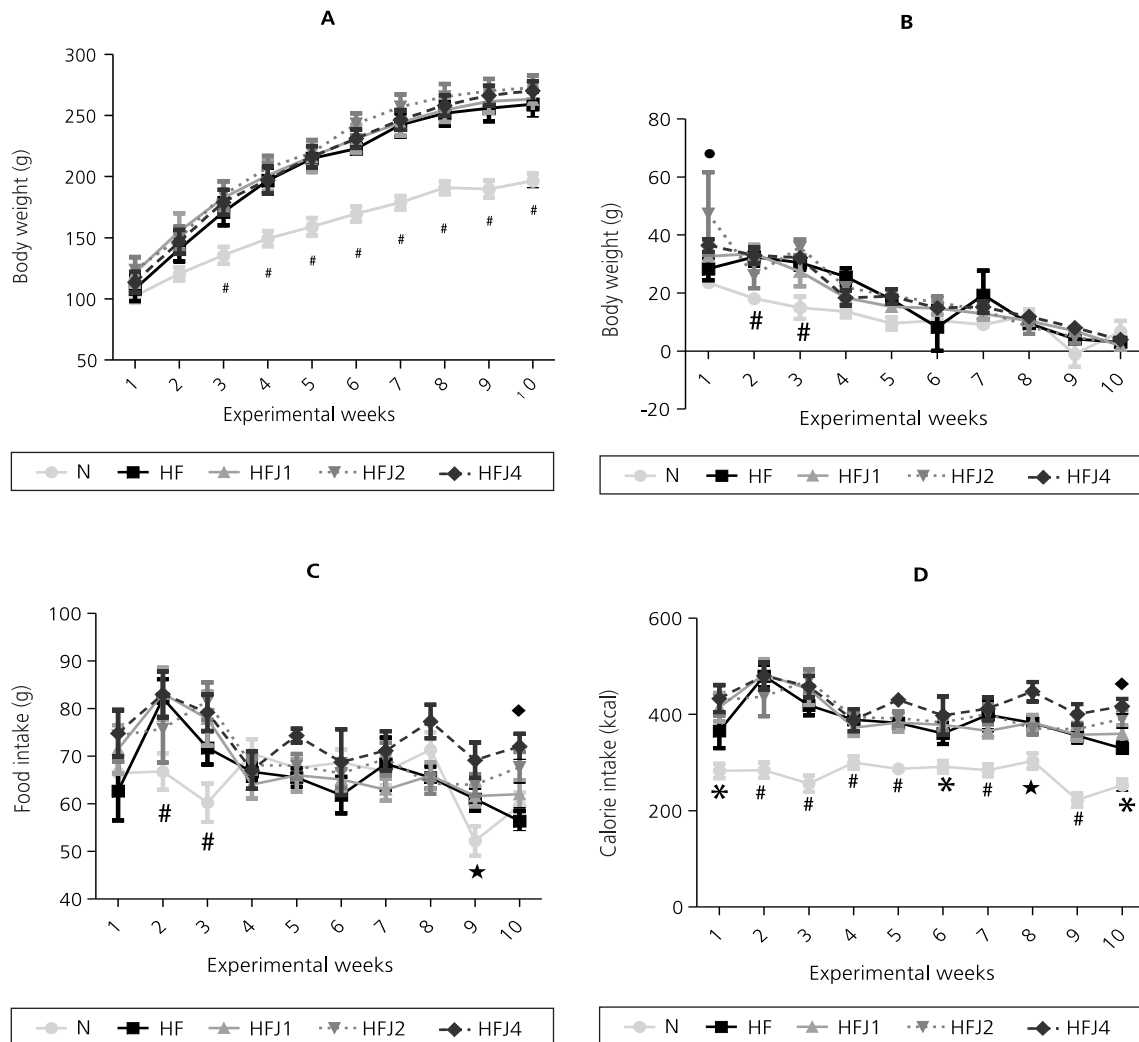 A
300
250
200
150
100
50
Body weight (g)
# # # # # # # #
1 2 3 4 5 6 7 8 9 10
Experimental weeks
N HF HFJ1 HFJ2 HFJ4
B
80
60
40
20
0
-20
Body weight (g)
# #
1 2 3 4 5 6 7 8 9 10
Experimental weeks
N HF HFJ1 HFJ2 HFJ4
C
100
90
80
70
60
50
40
Food intake (g)
# # ★ ◆
1 2 3 4 5 6 7 8 9 10
Experimental weeks
N HF HFJ1 HFJ2 HFJ4
D
600
400
200
0
Calorie intake (kcal)
* # # # # * # ★ # * ◆
1 2 3 4 5 6 7 8 9 10
Experimental weeks
N HF HFJ1 HFJ2 HFJ4